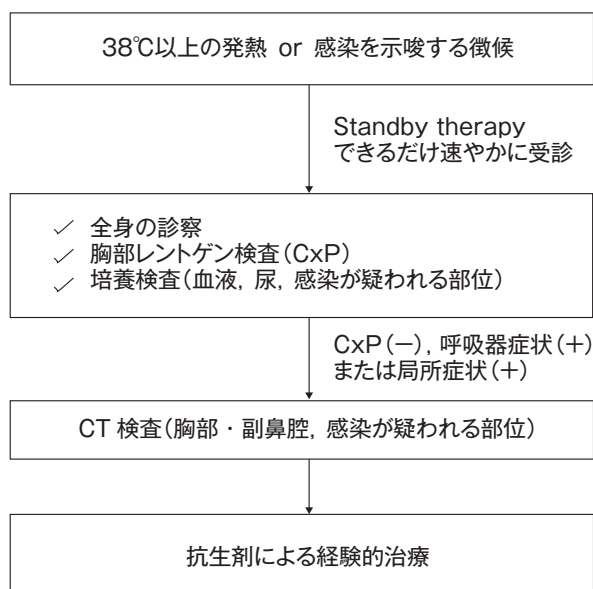 38℃以上の発熱 or 感染を示唆する徴候
Standby therapy
できるだけ速やかに受診
✓ 全身の診察
✓ 胸部レントゲン検査(CxP)
✓ 培養検査(血液, 尿, 感染が疑われる部位)
CxP(−), 呼吸器症状(+)
または局所症状(+)
CT 検査(胸部・副鼻腔, 感染が疑われる部位)
抗生剤による経験的治療